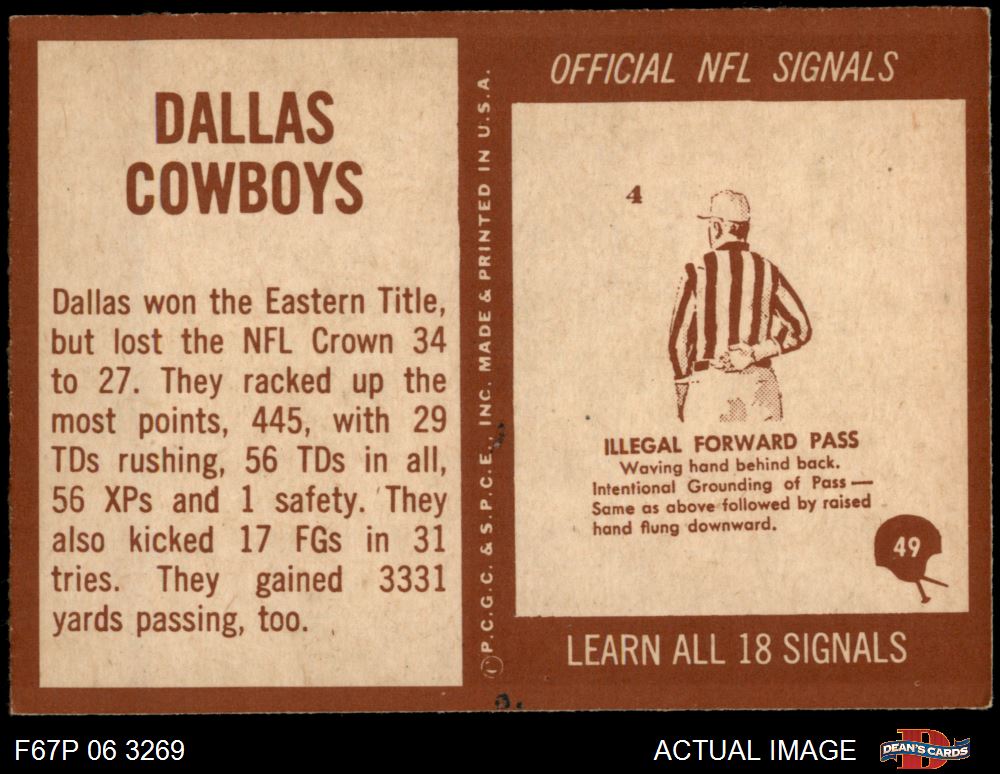 DALLAS
COWBOYS
Dallas won the Eastern Title,
but lost the NFL Crown 34
to 27. They racked up the
most points, 445, with 29
TDs rushing, 56 TDs in all,
56 XPs and 1 safety. They
also kicked 17 FGs in 31
tries. They gained 3331
yards passing, too.
©P.C.G.C. & S.P.C.E., INC. MADE & PRINTED IN U.S.A.
OFFICIAL NFL SIGNALS
4
ILLEGAL FORWARD PASS
Waving hand behind back.
Intentional Grounding of Pass—
Same as above followed by raised
hand flung downward.
49
LEARN ALL 18 SIGNALS
F67P 06 3269
ACTUAL IMAGE
D
DEAN'S CARDS